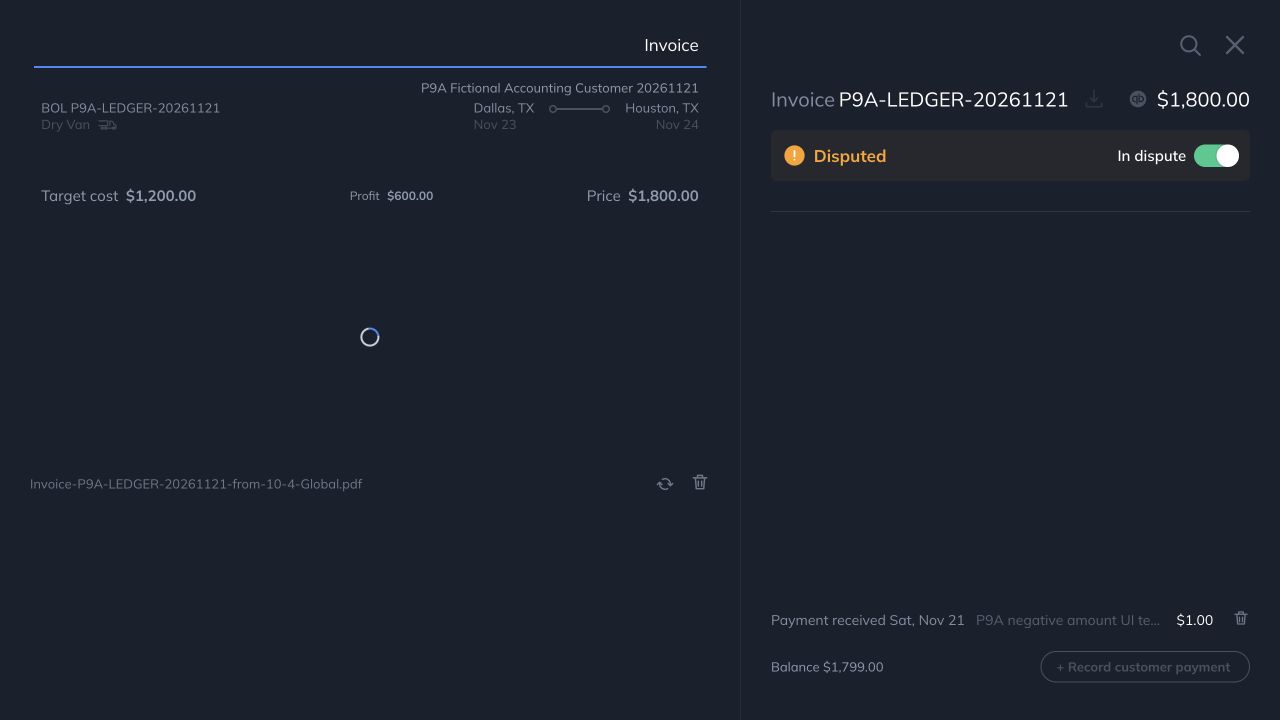 Invoice
P9A Fictional Accounting Customer 20261121
BOL P9A-LEDGER-20261121
Dallas, TX
Houston, TX
Dry Van
Nov 23
Nov 24
Target cost $1,200.00
Profit $600.00
Price $1,800.00
Invoice-P9A-LEDGER-20261121-from-10-4-Global.pdf
Invoice P9A-LEDGER-20261121
qb
$1,800.00
! Disputed
In dispute
Payment received Sat, Nov 21 P9A negative amount UI te... $1.00
Balance $1,799.00
+ Record customer payment